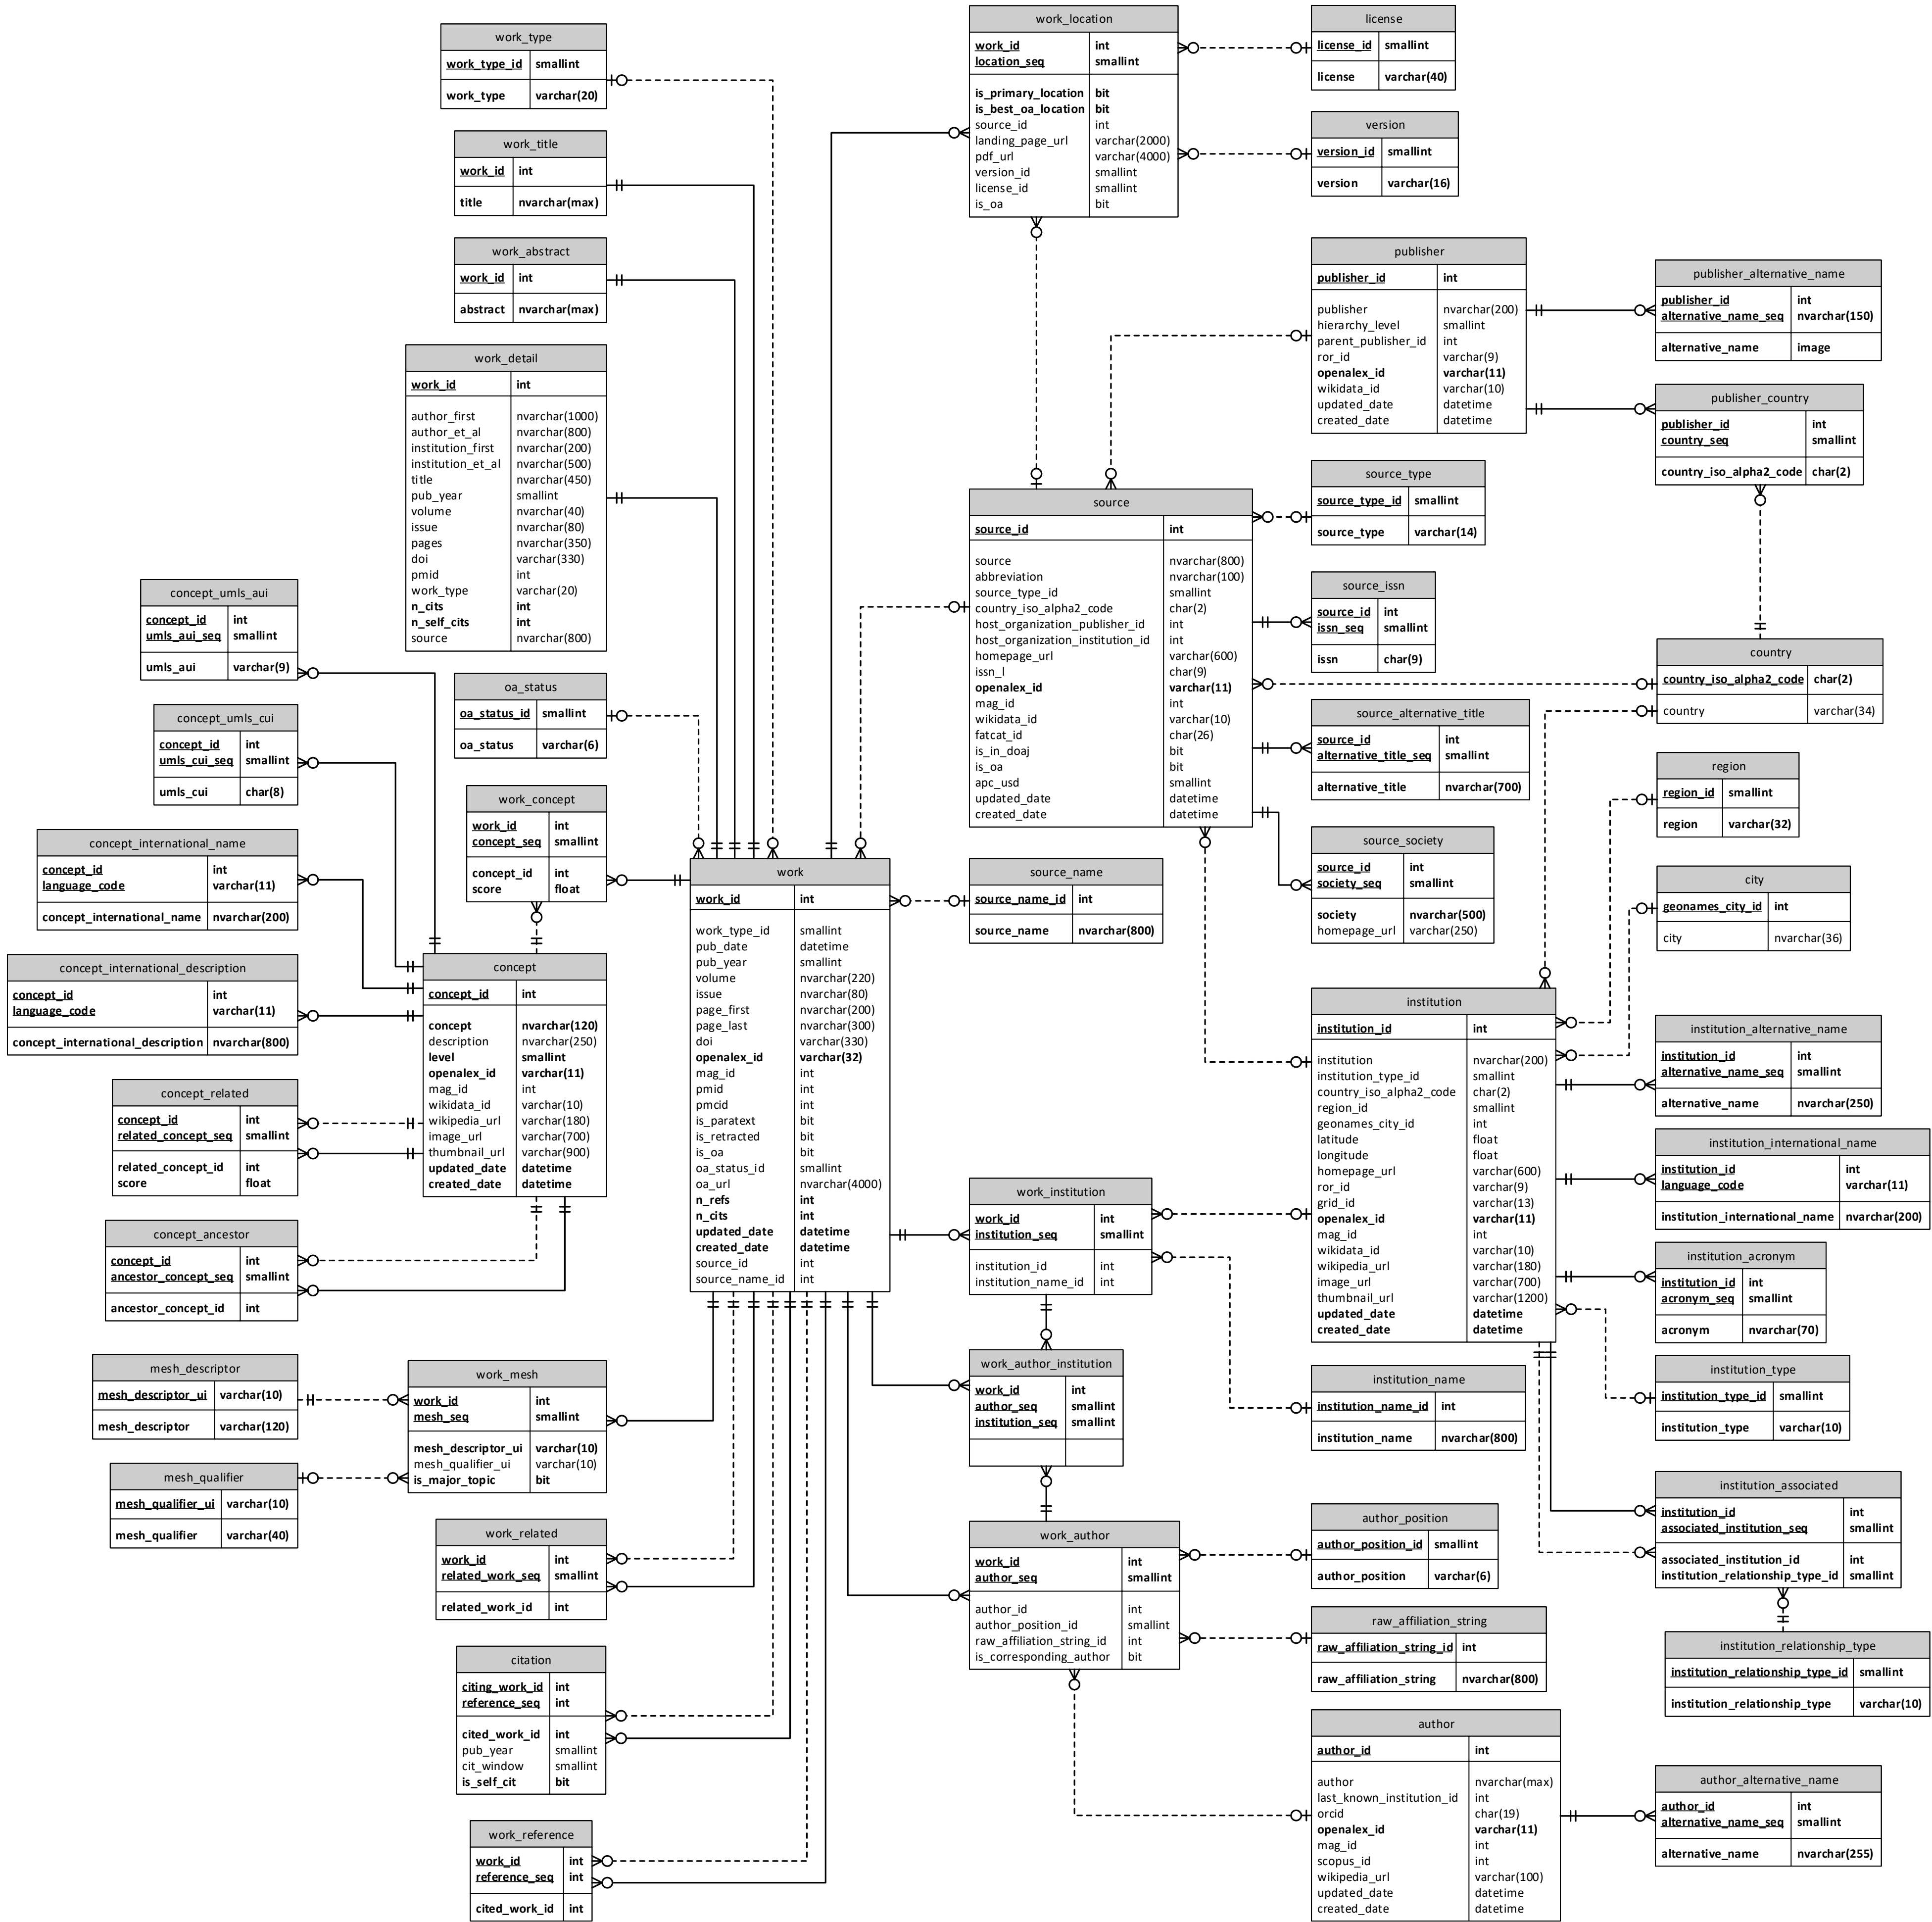 work_type
work_type_id smallint
work_type varchar(20)
work_title
work_id int
title nvarchar(max)
work_abstract
work_id int
abstract nvarchar(max)
work_detail
work_id int
author_first nvarchar(1000)
author_et_al nvarchar(800)
institution_first nvarchar(200)
institution_et_al nvarchar(500)
title nvarchar(450)
pub_year smallint
volume nvarchar(40)
issue nvarchar(80)
pages nvarchar(350)
doi varchar(330)
pmid int
work_type varchar(20)
n_cits int
n_self_cits int
source nvarchar(800)
oa_status
oa_status_id smallint
oa_status varchar(6)
work_concept
work_id int
concept_seq smallint
concept_id int
score float
concept_umls_aui
concept_id int
umls_aui_seq smallint
umls_aui varchar(9)
concept_umls_cui
concept_id int
umls_cui_seq smallint
umls_cui char(8)
concept_international_name
concept_id int
language_code varchar(11)
concept_international_name nvarchar(200)
concept_international_description
concept_id int
language_code varchar(11)
concept_international_description nvarchar(800)
concept_related
concept_id int
related_concept_seq smallint
related_concept_id int
score float
concept_ancestor
concept_id int
ancestor_concept_seq smallint
ancestor_concept_id int
concept
concept_id int
concept nvarchar(120)
description nvarchar(250)
level smallint
openalex_id varchar(11)
mag_id int
wikidata_id varchar(10)
wikipedia_url varchar(180)
image_url varchar(700)
thumbnail_url varchar(900)
updated_date datetime
created_date datetime
mesh_descriptor
mesh_descriptor_ui varchar(10)
mesh_descriptor varchar(120)
mesh_qualifier
mesh_qualifier_ui varchar(10)
mesh_qualifier varchar(40)
work_mesh
work_id int
mesh_seq smallint
mesh_descriptor_ui varchar(10)
mesh_qualifier_ui varchar(10)
is_major_topic bit
work_related
work_id int
related_work_seq smallint
related_work_id int
citation
citing_work_id int
reference_seq int
cited_work_id int
pub_year smallint
cit_window smallint
is_self_cit bit
work_reference
work_id int
reference_seq int
cited_work_id int
work
work_id int
work_type_id smallint
pub_date datetime
pub_year smallint
volume nvarchar(220)
issue nvarchar(80)
page_first nvarchar(200)
page_last nvarchar(300)
doi varchar(330)
openalex_id varchar(32)
mag_id int
pmid int
pmcid int
is_paratext bit
is_retracted bit
is_oa bit
oa_status_id smallint
oa_url nvarchar(4000)
n_refs int
n_cits int
updated_date datetime
created_date datetime
source_id int
source_name_id int
work_location
work_id int
location_seq smallint
is_primary_location bit
is_best_oa_location bit
source_id int
landing_page_url varchar(2000)
pdf_url varchar(4000)
version_id smallint
license_id smallint
is_oa bit
license
license_id smallint
license varchar(40)
version
version_id smallint
version varchar(16)
publisher
publisher_id int
publisher nvarchar(200)
hierarchy_level smallint
parent_publisher_id int
ror_id varchar(9)
openalex_id varchar(11)
wikidata_id varchar(10)
updated_date datetime
created_date datetime
publisher_alternative_name
publisher_id int
alternative_name_seq nvarchar(150)
alternative_name image
publisher_country
publisher_id int
country_seq smallint
country_iso_alpha2_code char(2)
source
source_id int
source nvarchar(800)
abbreviation nvarchar(100)
source_type_id smallint
country_iso_alpha2_code char(2)
host_organization_publisher_id int
host_organization_institution_id int
homepage_url varchar(600)
issn_l char(9)
openalex_id varchar(11)
mag_id int
wikidata_id varchar(10)
fatcat_id char(26)
is_in_doaj bit
is_oa bit
apc_usd smallint
updated_date datetime
created_date datetime
source_type
source_type_id smallint
source_type varchar(14)
source_issn
source_id int
issn_seq smallint
issn char(9)
source_alternative_title
source_id int
alternative_title_seq smallint
alternative_title nvarchar(700)
source_society
source_id int
society_seq smallint
society nvarchar(500)
homepage_url varchar(250)
source_name
source_name_id int
source_name nvarchar(800)
country
country_iso_alpha2_code char(2)
country varchar(34)
region
region_id smallint
region varchar(32)
city
geonames_city_id int
city nvarchar(36)
institution
institution_id int
institution nvarchar(200)
institution_type_id smallint
country_iso_alpha2_code char(2)
region_id smallint
geonames_city_id int
latitude float
longitude float
homepage_url varchar(600)
ror_id varchar(9)
grid_id varchar(13)
openalex_id varchar(11)
mag_id int
wikidata_id varchar(10)
wikipedia_url varchar(180)
image_url varchar(700)
thumbnail_url varchar(1200)
updated_date datetime
created_date datetime
institution_alternative_name
institution_id int
alternative_name_seq smallint
alternative_name nvarchar(250)
institution_international_name
institution_id int
language_code varchar(11)
institution_international_name nvarchar(200)
institution_acronym
institution_id int
acronym_seq smallint
acronym nvarchar(70)
institution_type
institution_type_id smallint
institution_type varchar(10)
institution_associated
institution_id int
associated_institution_seq smallint
associated_institution_id int
institution_relationship_type_id smallint
institution_relationship_type
institution_relationship_type_id smallint
institution_relationship_type varchar(10)
work_institution
work_id int
institution_seq smallint
institution_id int
institution_name_id int
work_author_institution
work_id int
author_seq smallint
institution_seq smallint
institution_name
institution_name_id int
institution_name nvarchar(800)
work_author
work_id int
author_seq smallint
author_id int
author_position_id smallint
raw_affiliation_string_id int
is_corresponding_author bit
author_position
author_position_id smallint
author_position varchar(6)
raw_affiliation_string
raw_affiliation_string_id int
raw_affiliation_string nvarchar(800)
author
author_id int
author nvarchar(max)
last_known_institution_id int
orcid char(19)
openalex_id varchar(11)
mag_id int
scopus_id int
wikipedia_url varchar(100)
updated_date datetime
created_date datetime
author_alternative_name
author_id int
alternative_name_seq smallint
alternative_name nvarchar(255)